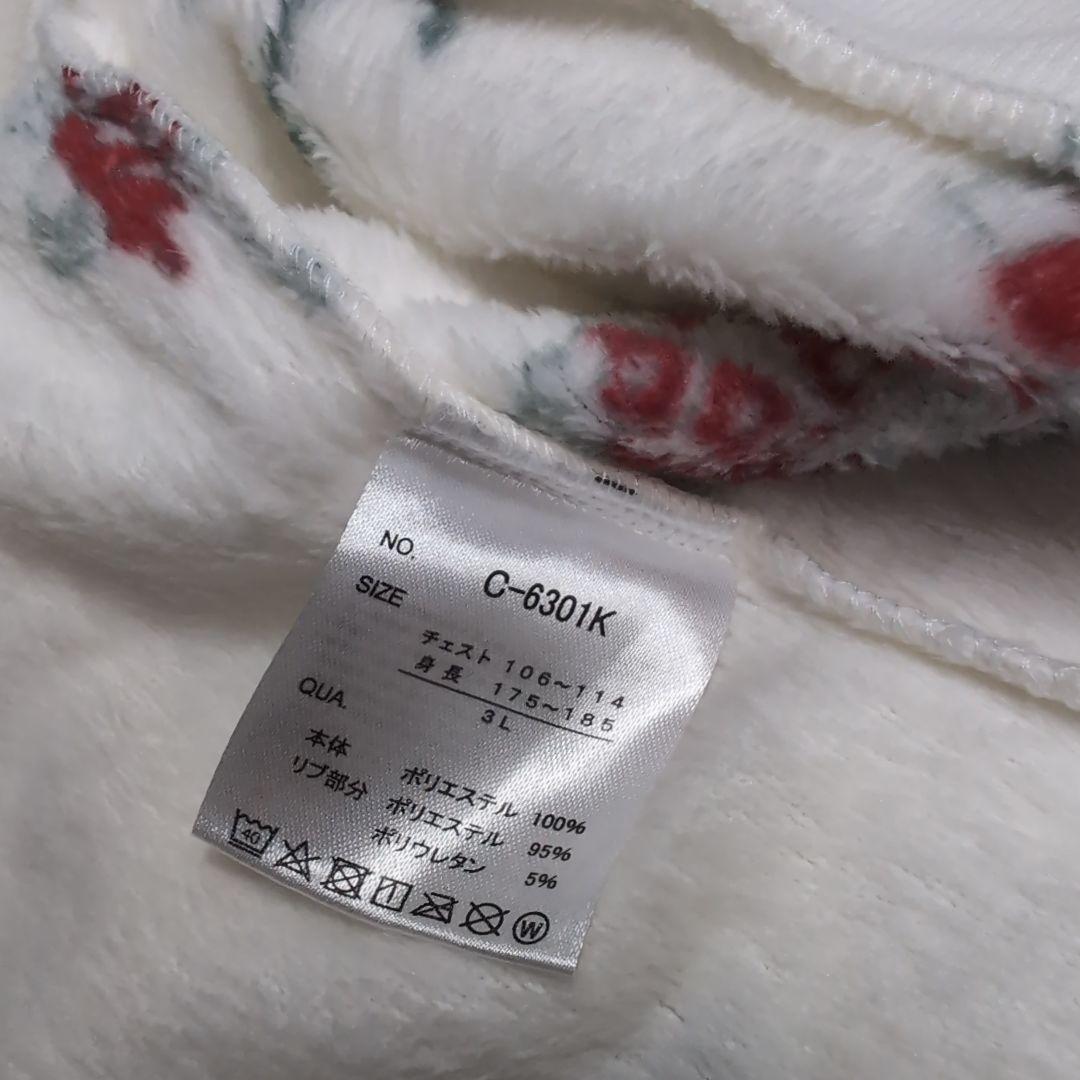 NO. C-6301K
SIZE
チェスト 106~114
身長 175~185
3L
QUA.
本体 ポリエステル 100%
リブ部分 ポリエステル 95%
ポリウレタン 5%
40
W